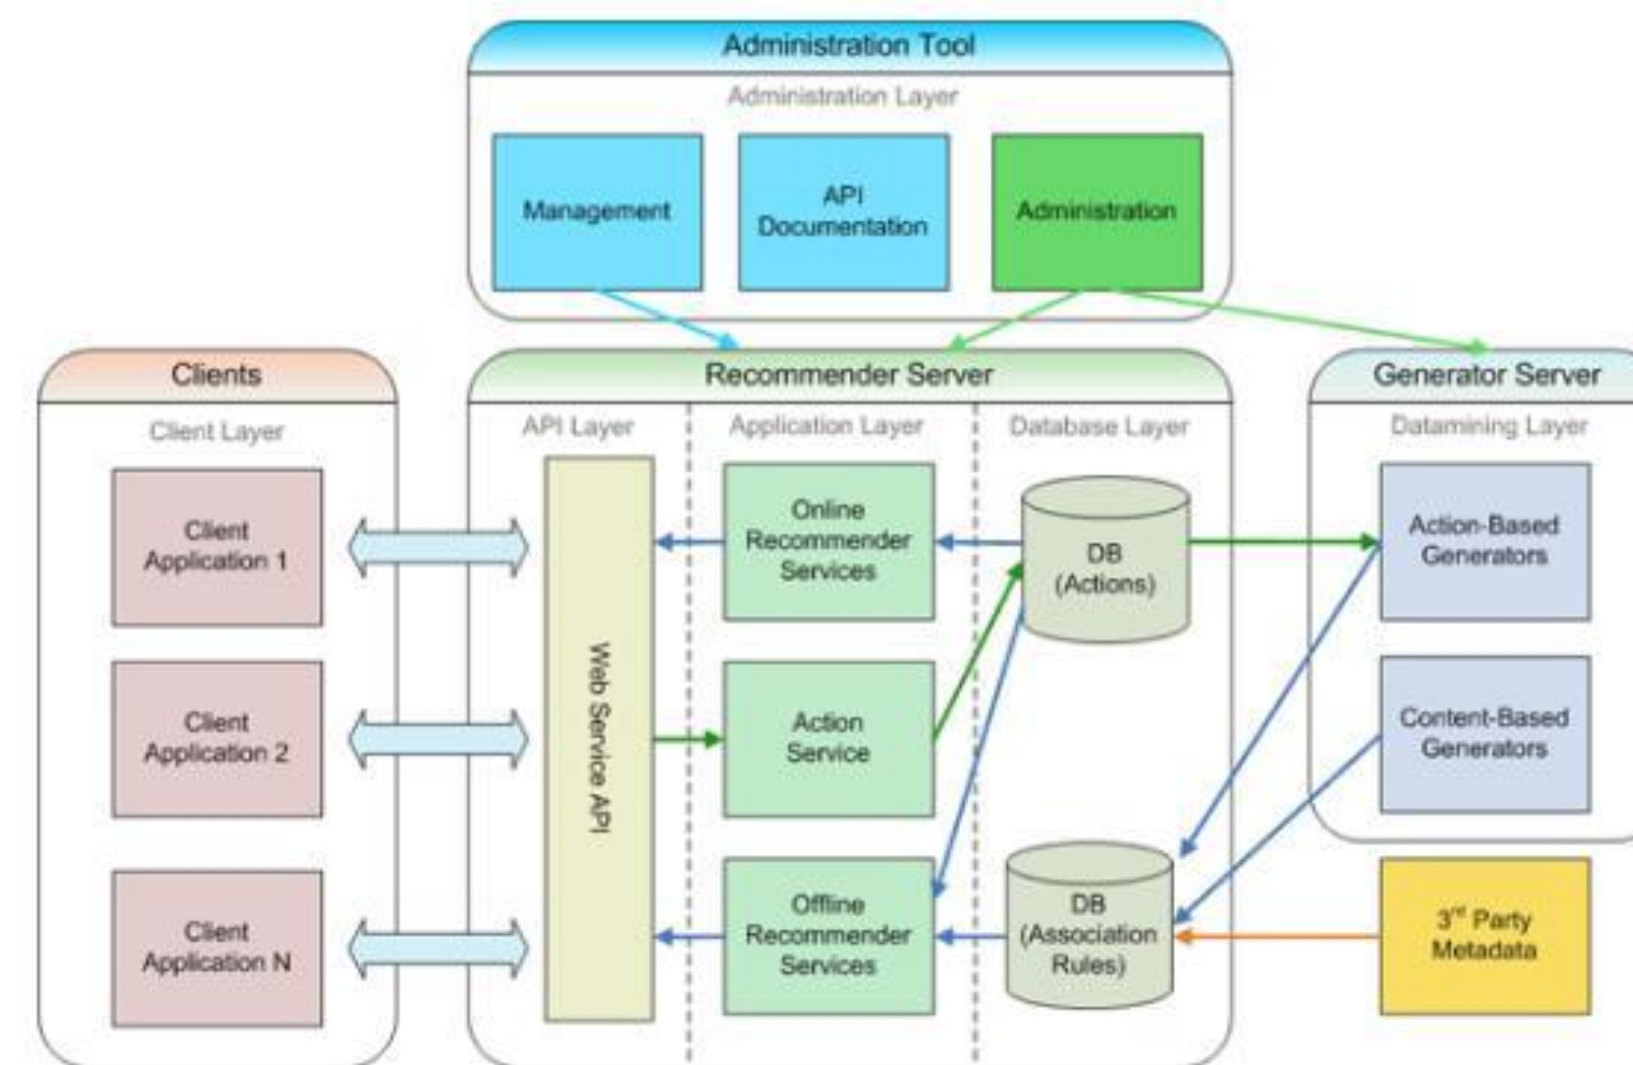 Administration Tool
Administration Layer
Management
API
Documentation
Administration
Clients
Client Layer
Client
Application 1
Client
Application 2
Client
Application N
Recommender Server
API Layer
Application Layer
Database Layer
Web Service API
Online
Recommender
Services
Action
Service
Offline
Recommender
Services
DB
(Actions)
DB
(Association
Rules)
Generator Server
Datamining Layer
Action-Based
Generators
Content-Based
Generators
3rd Party
Metadata